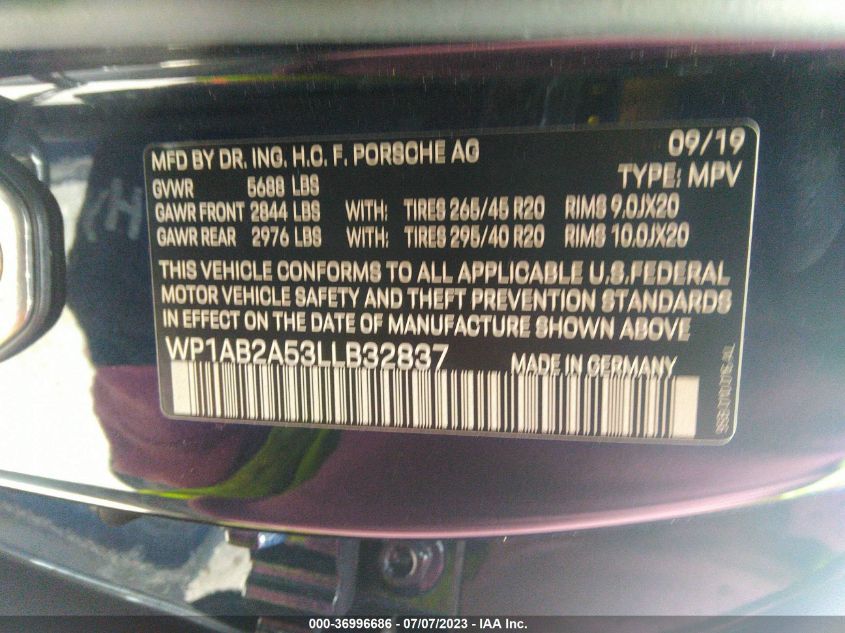 MFD BY DR. ING. H.C. F. PORSCHE AG 09/19
GVWR 5688 LBS TYPE: MPV
GAWR FRONT 2844 LBS WITH: TIRES 265/45 R20 RIMS 9.0JX20
GAWR REAR 2976 LBS WITH: TIRES 295/40 R20 RIMS 10.0JX20
THIS VEHICLE CONFORMS TO ALL APPLICABLE U.S.FEDERAL
MOTOR VEHICLE SAFETY AND THEFT PREVENTION STANDARDS
IN EFFECT ON THE DATE OF MANUFACTURE SHOWN ABOVE
WP1AB2A53LLB32837 MADE IN GERMANY
000-36996686 / 07/07/2023 - IAA Inc.